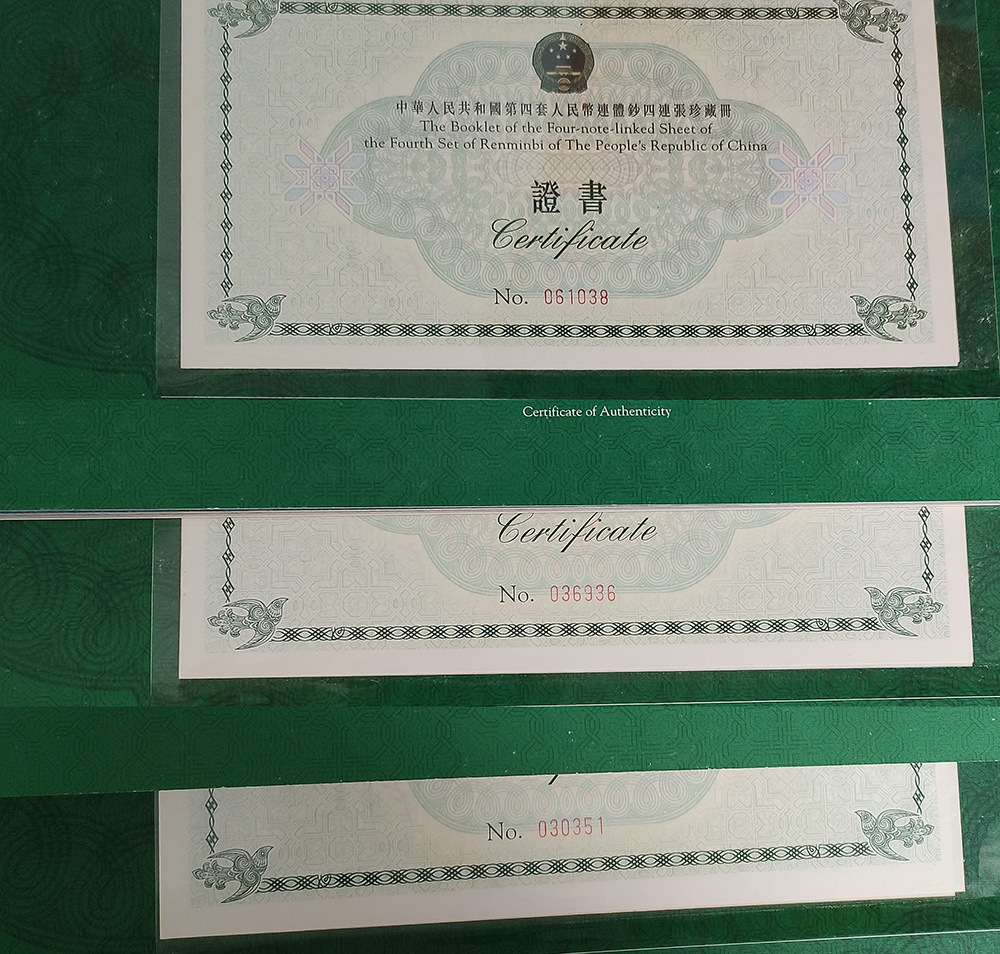 中華人民共和國第四套人民幣連體鈔四連張珍藏冊
The Booklet of the Four-note-linked Sheet of
the Fourth Set of Renminbi of The People's Republic of China
證書
Certificate
No. 061038
Certificate of Authenticity
Certificate
No. 036936
No. 030351